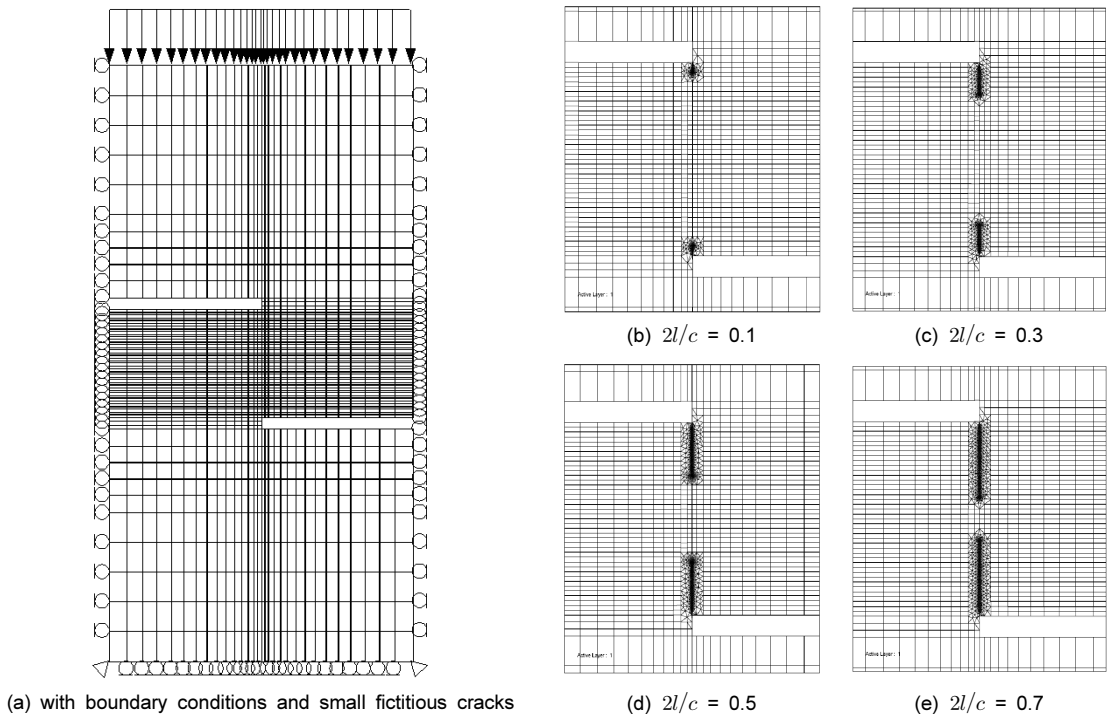 Active Layer : 1
(b) 2l/c = 0.1
Active Layer : 1
(c) 2l/c = 0.3
Active Layer : 1
(d) 2l/c = 0.5
Active Layer : 1
(e) 2l/c = 0.7
(a) with boundary conditions and small fictitious cracks